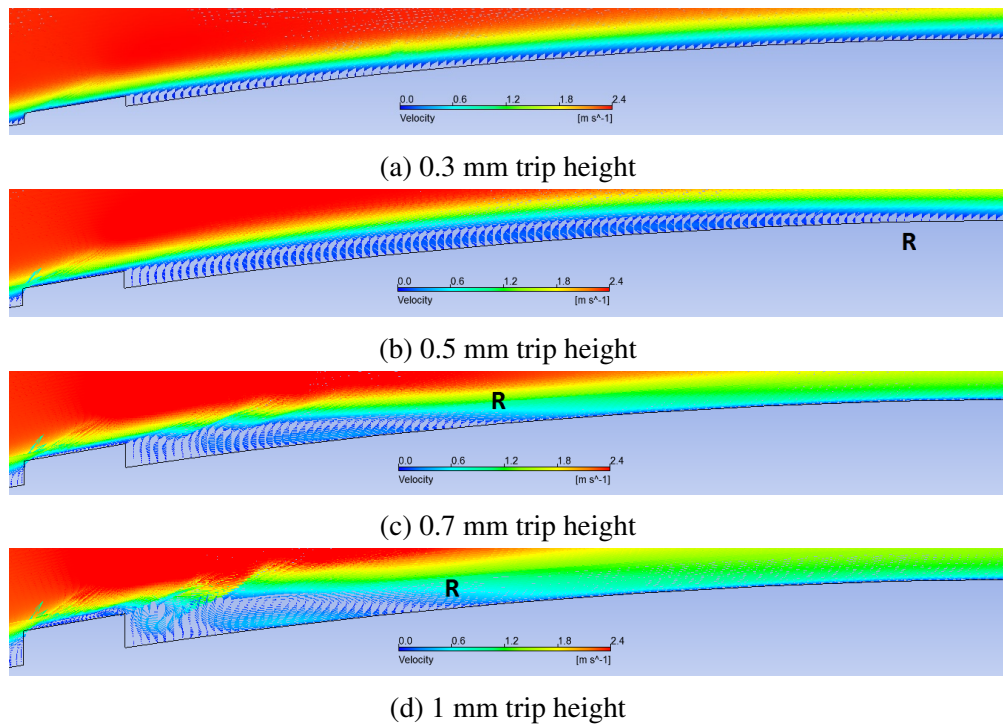 0.0 0.6 1.2 1.8 2.4
Velocity [m s^-1]
(a) 0.3 mm trip height
R
0.0 0.6 1.2 1.8 2.4
Velocity [m s^-1]
(b) 0.5 mm trip height
R
0.0 0.6 1.2 1.8 2.4
Velocity [m s^-1]
(c) 0.7 mm trip height
R
0.0 0.6 1.2 1.8 2.4
Velocity [m s^-1]
(d) 1 mm trip height